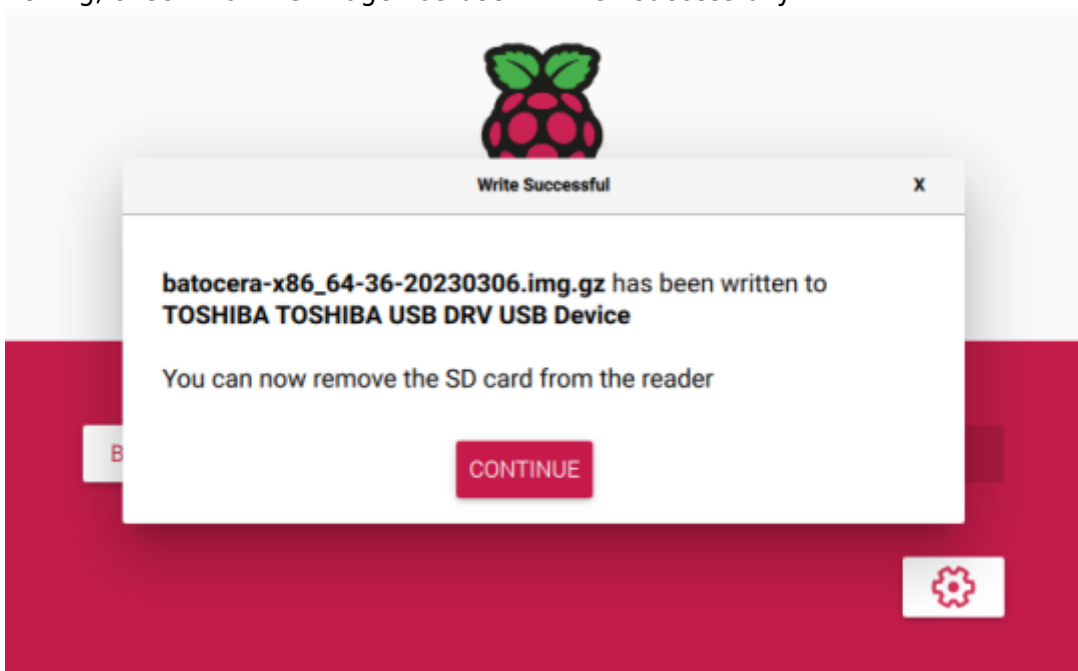 Write Successful X
batocera-x86_64-36-20230306.img.gz has been written to
TOSHIBA TOSHIBA USB DRV USB Device
You can now remove the SD card from the reader
B
CONTINUE